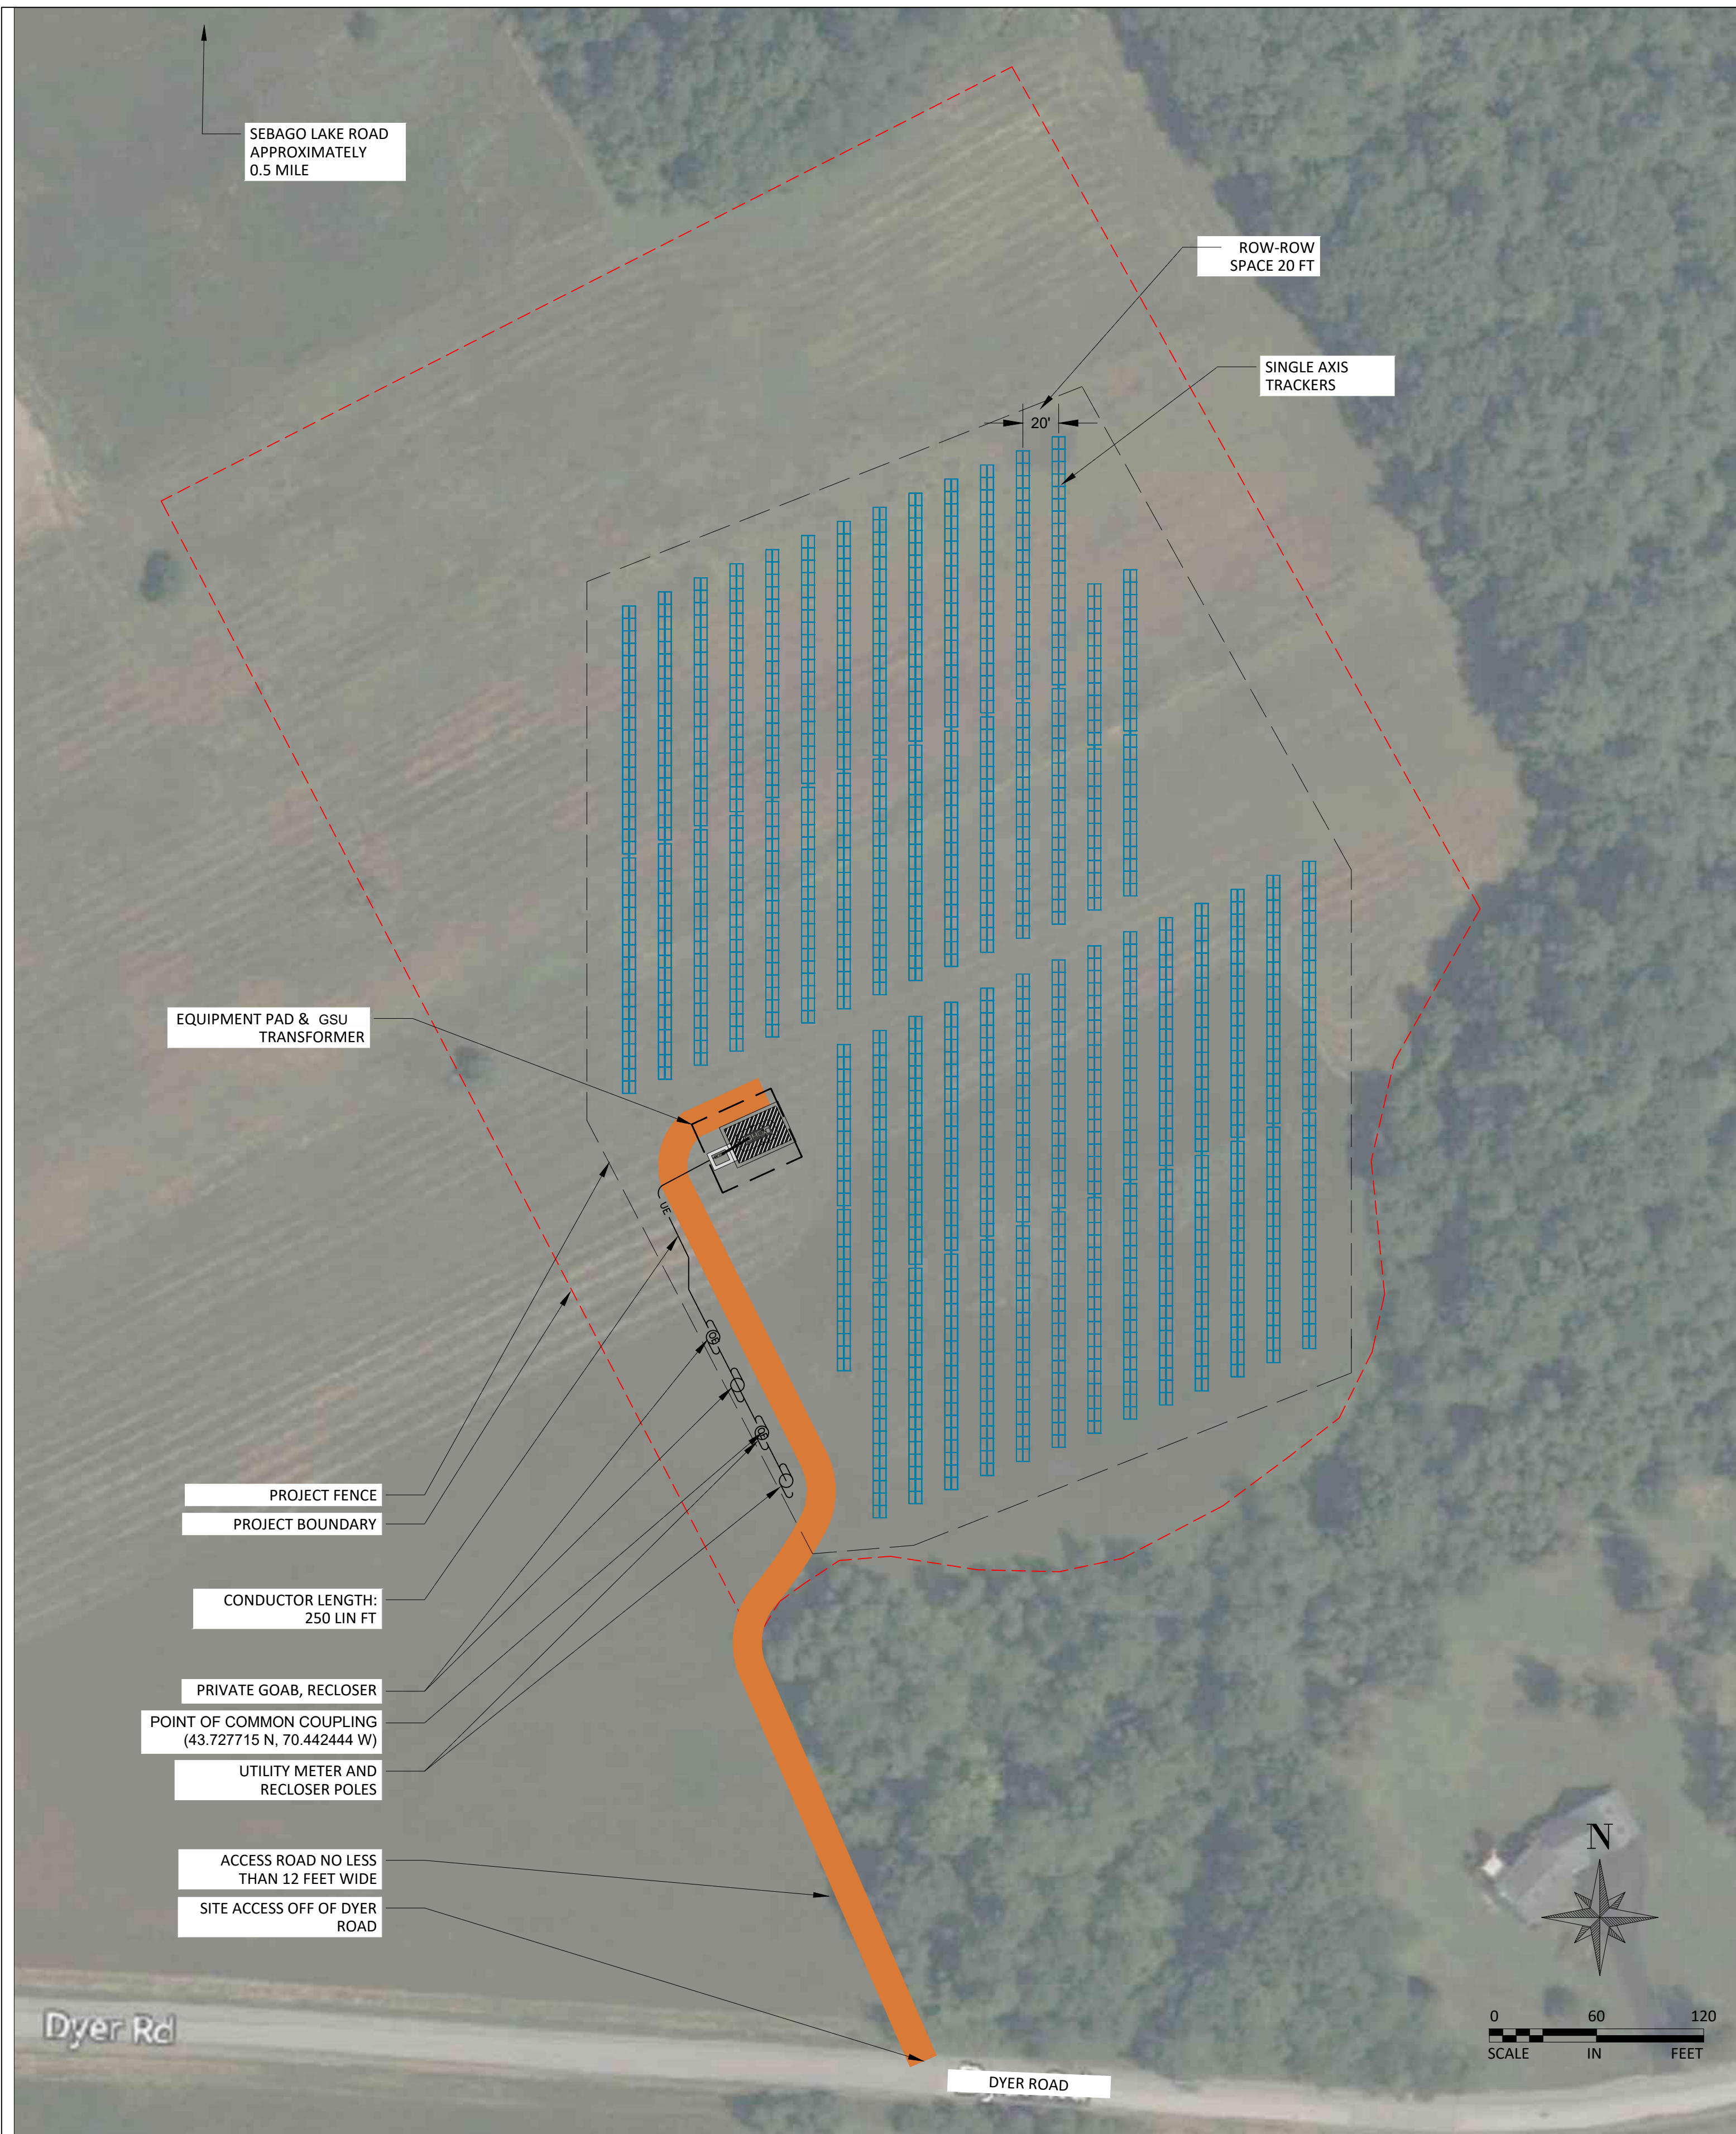 SEBAGO LAKE ROAD
APPROXIMATELY
0.5 MILE
ROW-ROW
SPACE 20 FT
SINGLE AXIS
TRACKERS
20'
EQUIPMENT PAD & GSU
TRANSFORMER
UE
PROJECT FENCE
PROJECT BOUNDARY
CONDUCTOR LENGTH:
250 LIN FT
PRIVATE GOAB, RECLOSER
POINT OF COMMON COUPLING
(43.727715 N, 70.442444 W)
UTILITY METER AND
RECLOSER POLES
ACCESS ROAD NO LESS
THAN 12 FEET WIDE
SITE ACCESS OFF OF DYER
ROAD
N
0 60 120
SCALE IN FEET
Dyer Rd
DYER ROAD